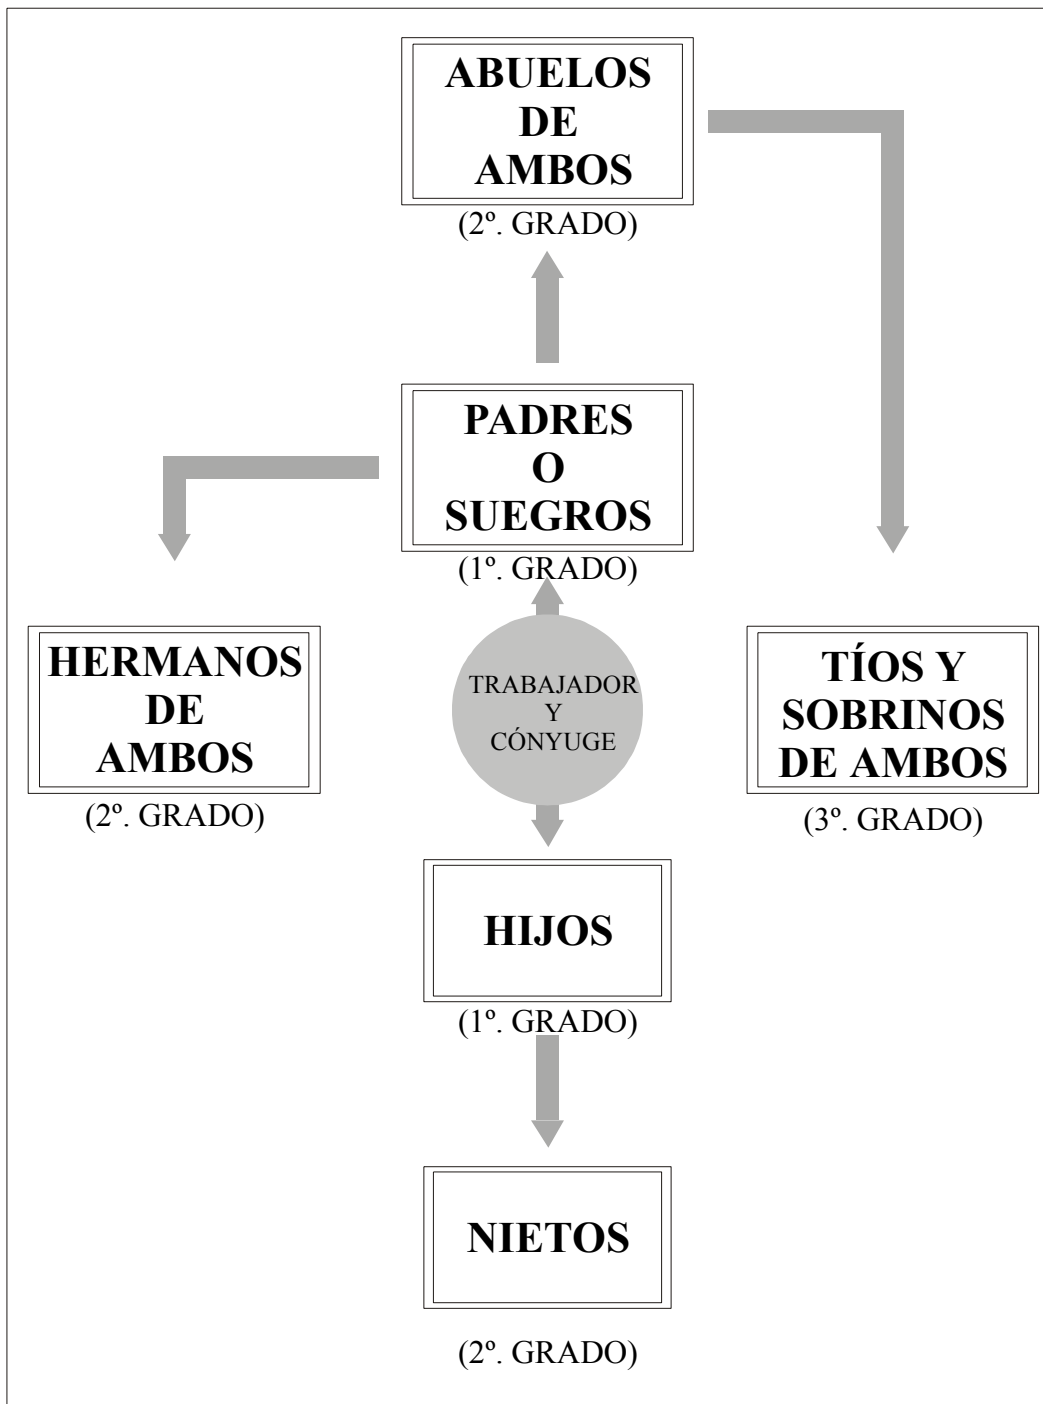 ABUELOS
DE
AMBOS
(2º. GRADO)
PADRES
O
SUEGROS
(1º. GRADO)
HERMANOS
DE
AMBOS
(2º. GRADO)
TRABAJADOR
Y
CÓNYUGE
TÍOS Y
SOBRINOS
DE AMBOS
(3º. GRADO)
HIJOS
(1º. GRADO)
NIETOS
(2º. GRADO)